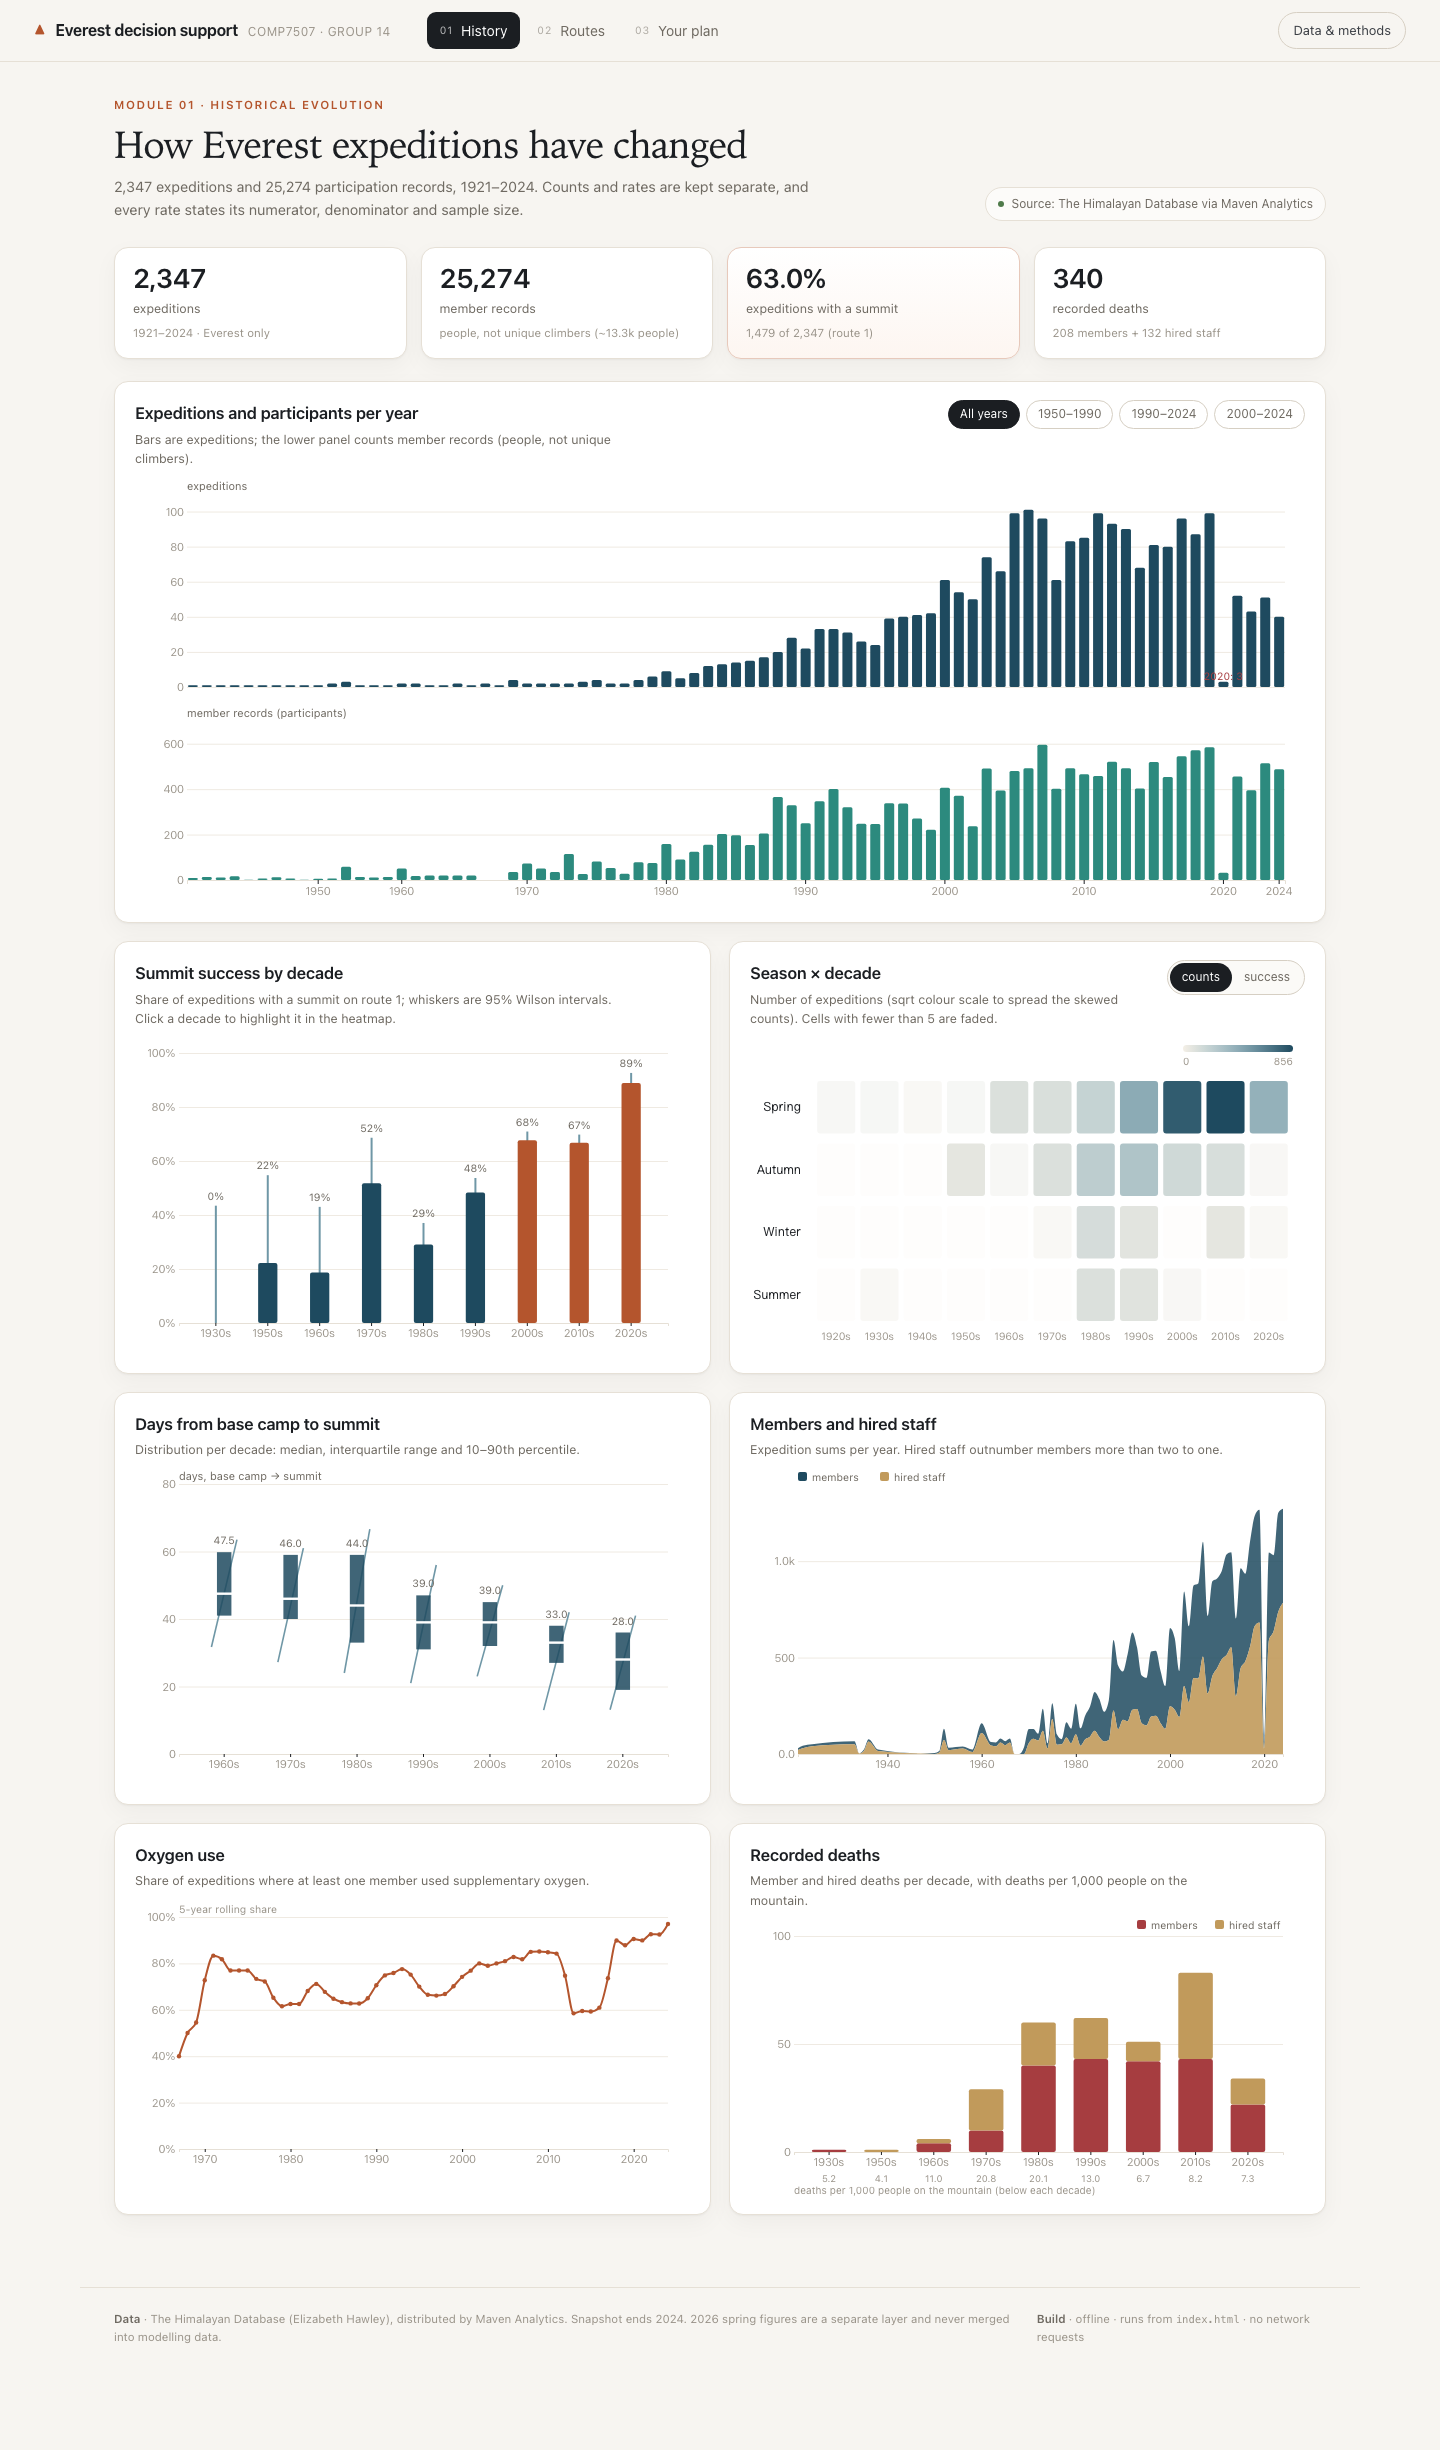 ▲ Everest decision support COMP7507 · GROUP 14 01 History 02 Routes 03 Your plan Data & methods
MODULE 01 · HISTORICAL EVOLUTION
How Everest expeditions have changed
2,347 expeditions and 25,274 participation records, 1921–2024. Counts and rates are kept separate, and
every rate states its numerator, denominator and sample size.
Source: The Himalayan Database via Maven Analytics
2,347
expeditions
1921–2024 · Everest only
25,274
member records
people, not unique climbers (~13.3k people)
63.0%
expeditions with a summit
1,479 of 2,347 (route 1)
340
recorded deaths
208 members + 132 hired staff
Expeditions and participants per year
All years 1950–1990 1990–2024 2000–2024
Bars are expeditions; the lower panel counts member records (people, not unique
climbers).
expeditions
100
80
60
40
20
0
member records (participants)
600
400
200
0
1950 1960 1970 1980 1990 2000 2010 2020 2024
Summit success by decade
Share of expeditions with a summit on route 1; whiskers are 95% Wilson intervals.
Click a decade to highlight it in the heatmap.
100%
80%
60%
40%
20%
0%
0% 22% 19% 52% 29% 48% 68% 67% 89%
1930s 1950s 1960s 1970s 1980s 1990s 2000s 2010s 2020s
Season × decade
counts success
Number of expeditions (sqrt colour scale to spread the skewed
counts). Cells with fewer than 5 are faded.
0 856
Spring
Autumn
Winter
Summer
1920s 1930s 1940s 1950s 1960s 1970s 1980s 1990s 2000s 2010s 2020s
Days from base camp to summit
Distribution per decade: median, interquartile range and 10–90th percentile.
days, base camp → summit
80
60
40
20
0
47.5 46.0 44.0 39.0 39.0 33.0 28.0
1960s 1970s 1980s 1990s 2000s 2010s 2020s
Members and hired staff
Expedition sums per year. Hired staff outnumber members more than two to one.
members hired staff
1.0k
500
0.0
1940 1960 1980 2000 2020
Oxygen use
Share of expeditions where at least one member used supplementary oxygen.
5-year rolling share
100%
80%
60%
40%
20%
0%
1970 1980 1990 2000 2010 2020
Recorded deaths
Member and hired deaths per decade, with deaths per 1,000 people on the
mountain.
members hired staff
100
50
0
1930s 1950s 1960s 1970s 1980s 1990s 2000s 2010s 2020s
5.2 4.1 11.0 20.8 20.1 13.0 6.7 8.2 7.3
deaths per 1,000 people on the mountain (below each decade)
Data · The Himalayan Database (Elizabeth Hawley), distributed by Maven Analytics. Snapshot ends 2024. 2026 spring figures are a separate layer and never merged
into modelling data.
Build · offline · runs from index.html · no network
requests